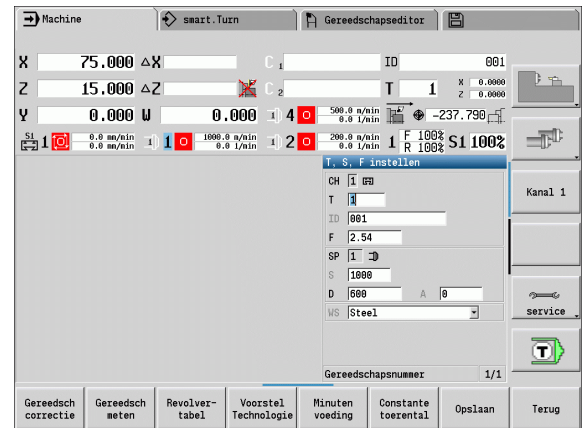 Machine
smart.Turn
Gereedschapseditor
X 75.000 ΔX C 1 ID 001
Z 15.000 ΔZ C 2 T 1 X 0.0000 Z 0.0000
Y 0.000 W 0.000 4 500.0 m/min 0.0 1/min -237.790
S1 1 0.0 mm/min 0.0 mm/min 1 1000.0 m/min 0.0 1/min 2 200.0 m/min 0.0 1/min 1 F 100% R 100% S1 100%
T, S, F instellen
CH 1
T 1
ID 001
F 2.54
SP 1
S 1000
D 600 A 0
WS Steel
Gereedschapsnummer 1/1
Kanal 1
service
T
Gereedsch correctie
Gereedsch meten
Revolver-tabel
Voorstel Technologie
Minuten voeding
Constante toerental
Opslaan
Terug